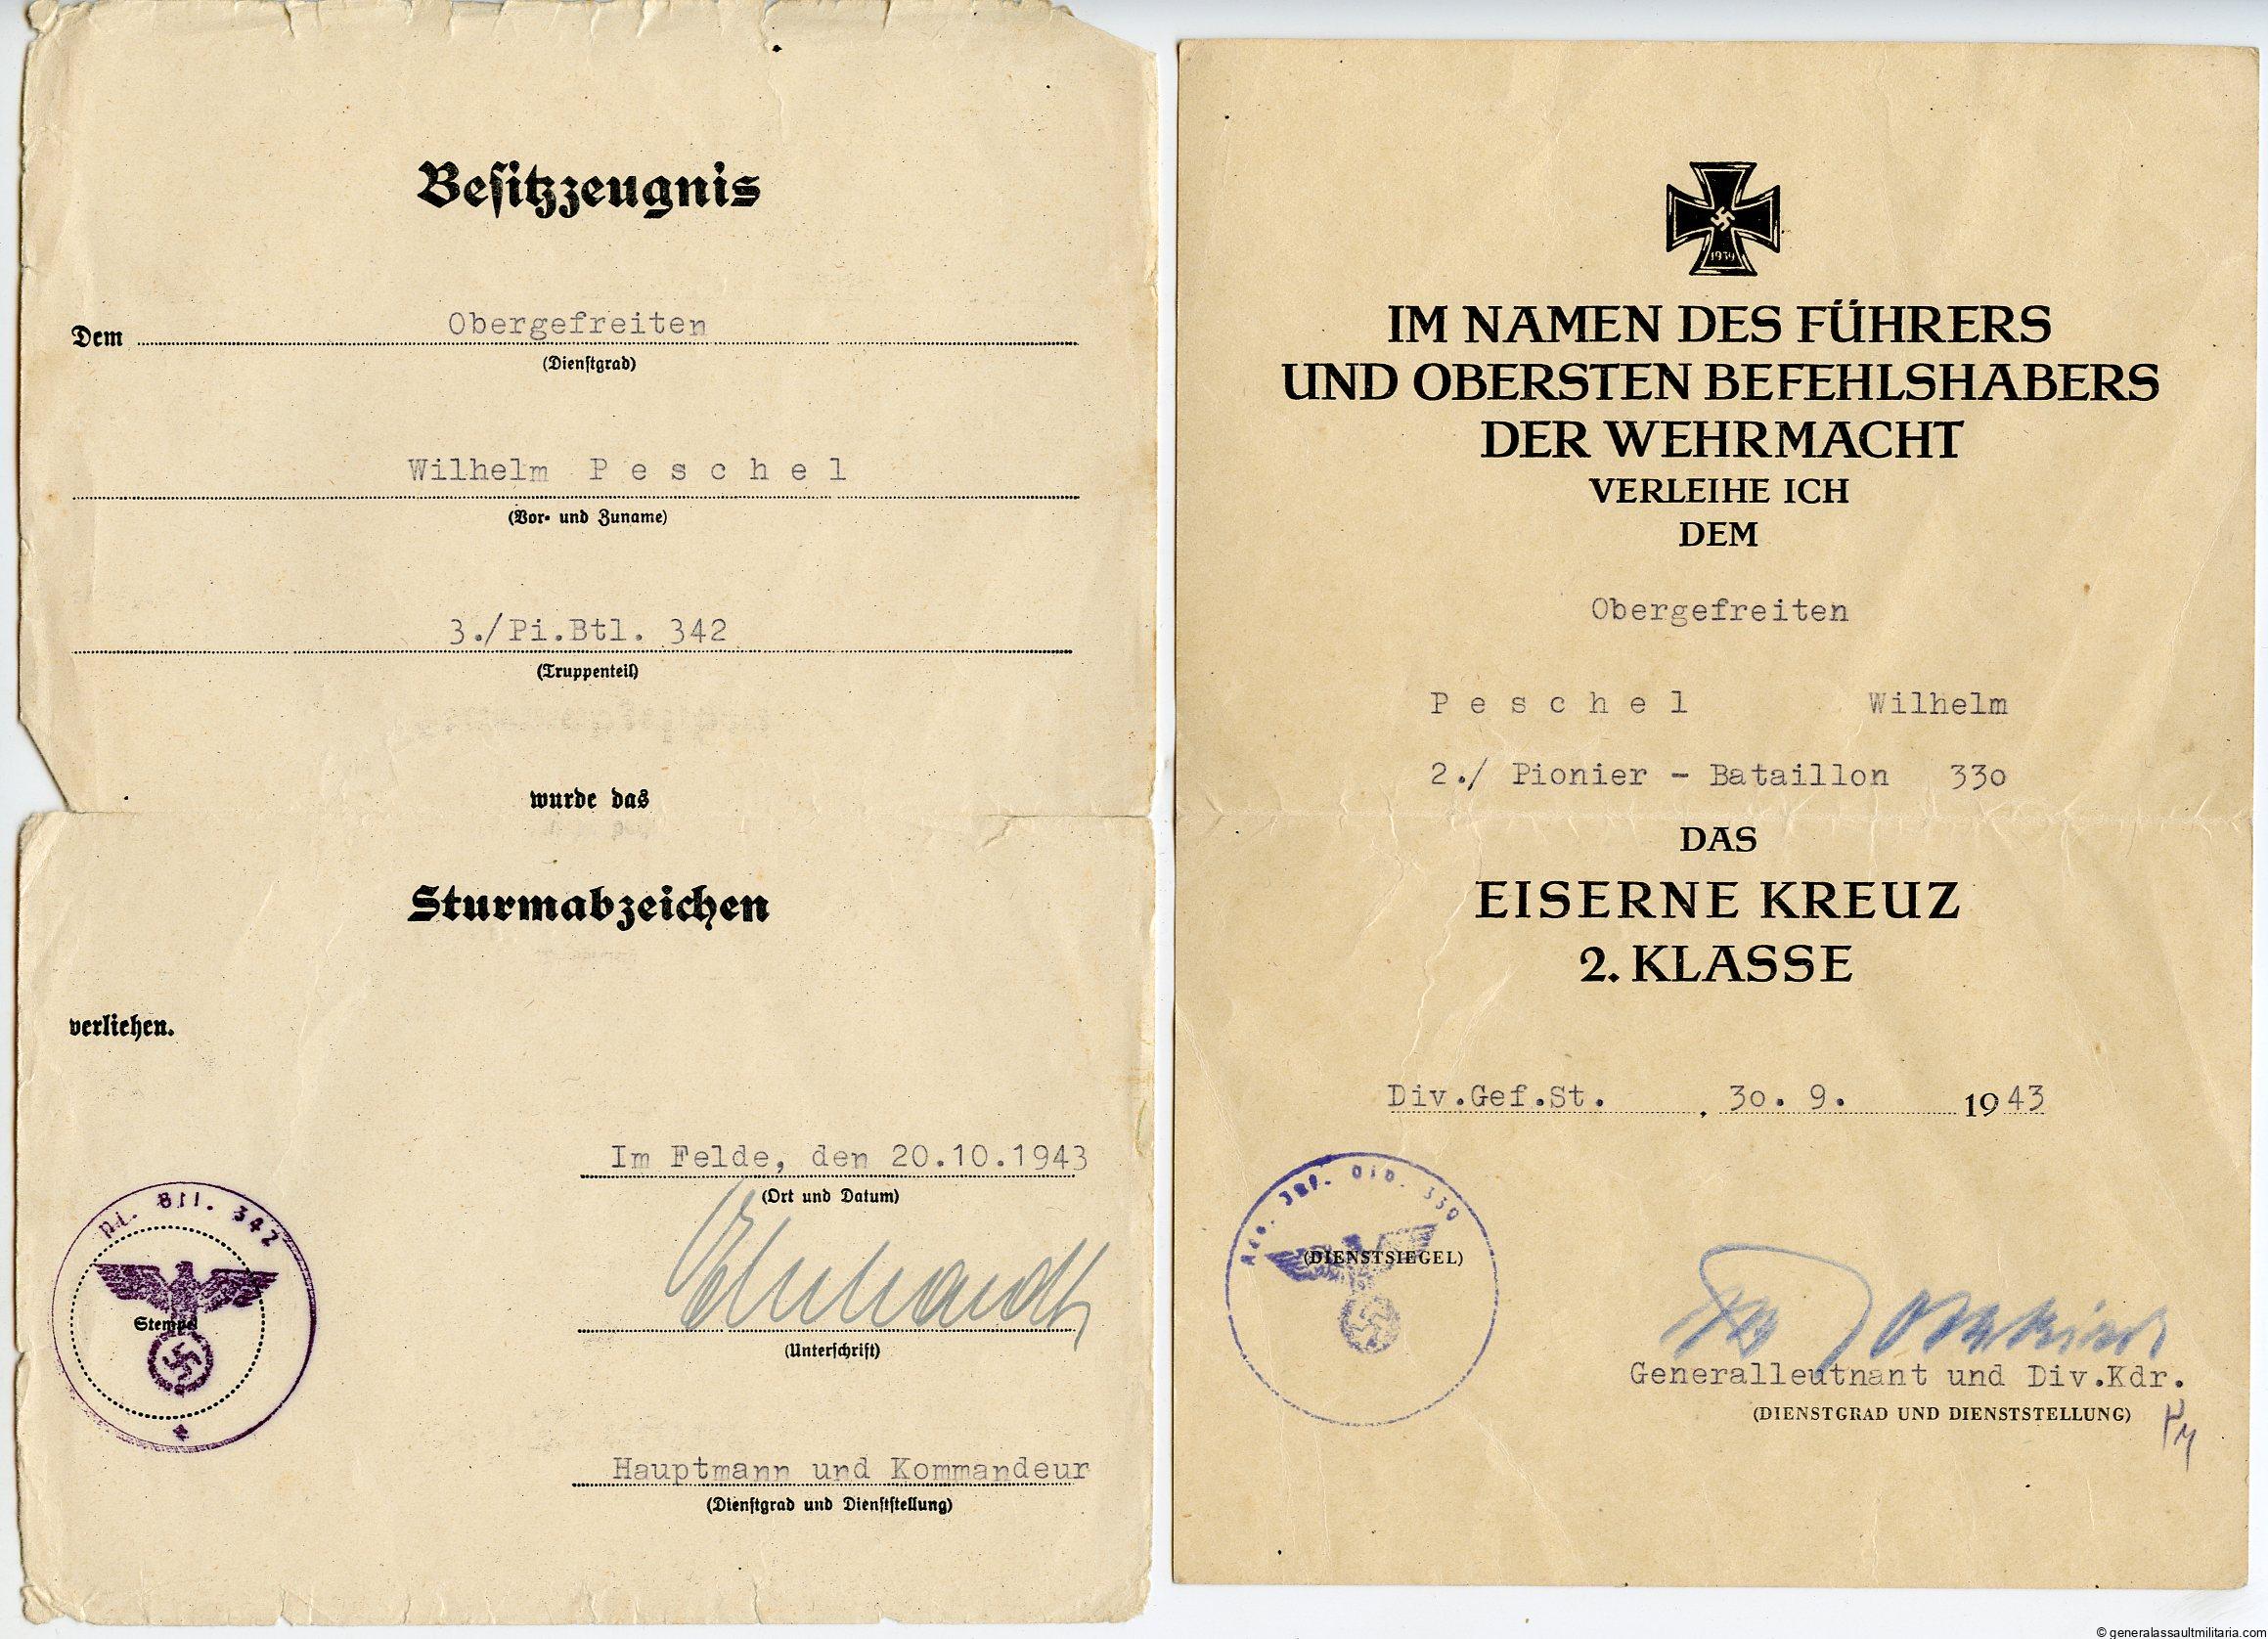 Besitzzeugnis
Dem Obergefreiten
(Dienstgrad)
Wilhelm Peschel
(Vor- und Zuname)
3./Pi.Btl. 342
(Truppenteil)
wurde das
Sturmabzeichen
verliehen.
Im Felde, den 20.10.1943
(Ort und Datum)
Pi. Btl. 342
Stempel
(Unterschrift)
Hauptmann und Kommandeur
(Dienstgrad und Dienststellung)
1939
IM NAMEN DES FÜHRERS
UND OBERSTEN BEFEHLSHABERS
DER WEHRMACHT
VERLEIHE ICH
DEM
Obergefreiten
Peschel Wilhelm
2./ Pionier - Bataillon 330
DAS
EISERNE KREUZ
2. KLASSE
Div.Gef.St. , 30. 9. 1943
Inf. Div. 330
(DIENSTSIEGEL)
Generalleutnant und Div.Kdr.
(DIENSTGRAD UND DIENSTSTELLUNG)
© generalassaultmilitaria.com